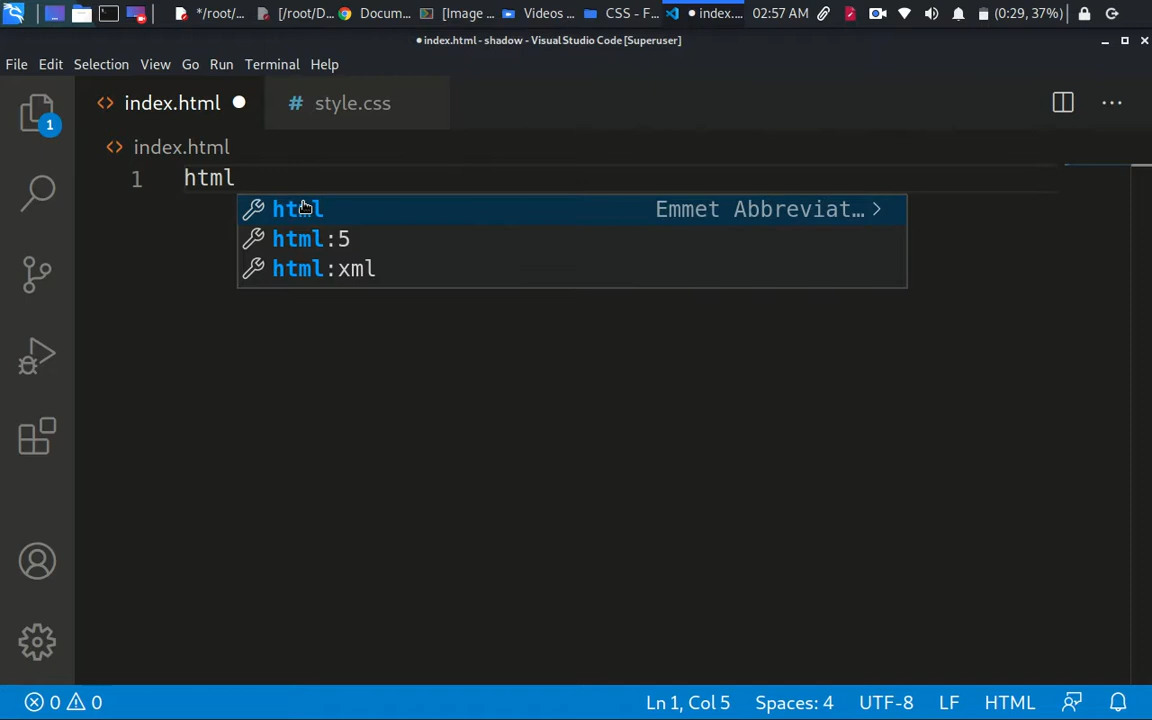 */root/... [/root/D... Docum... [Image ... Videos ... CSS - F... index.... 02:57 AM (0:29, 37%)
index.html - shadow - Visual Studio Code [Superuser]
File Edit Selection View Go Run Terminal Help
<> index.html # style.css ...
1
<> index.html
1 html
html Emmet Abbreviat… >
html:5
html:xml
0 0 Ln 1, Col 5 Spaces: 4 UTF-8 LF HTML